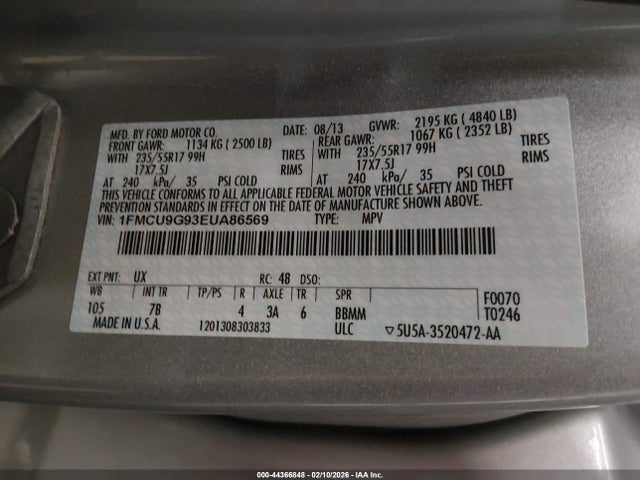 MFD. BY FORD MOTOR CO. DATE: 08/13 GVWR: 2195 KG ( 4840 LB)
FRONT GAWR: 1134 KG ( 2500 LB) REAR GAWR: 1067 KG ( 2352 LB)
WITH 235/55R17 99H TIRES WITH 235/55R17 99H TIRES
17X7.5J RIMS 17X7.5J RIMS
AT 240 kPa/ 35 PSI COLD AT 240 kPa/ 35 PSI COLD
THIS VEHICLE CONFORMS TO ALL APPLICABLE FEDERAL MOTOR VEHICLE SAFETY AND THEFT
PREVENTION STANDARDS IN EFFECT ON THE DATE OF MANUFACTURE SHOWN ABOVE.
VIN: 1FMCU9G93EUA86569 TYPE: MPV
EXT PNT: UX RC: 48 DSO:
WB INT TR TP/PS R AXLE TR SPR F0070
105 7B 4 3A 6 BBMM T0246
MADE IN U.S.A. 1201308303833 ULC ▽5U5A-3520472-AA
000-44366848 - 02/10/2026 - IAA Inc.